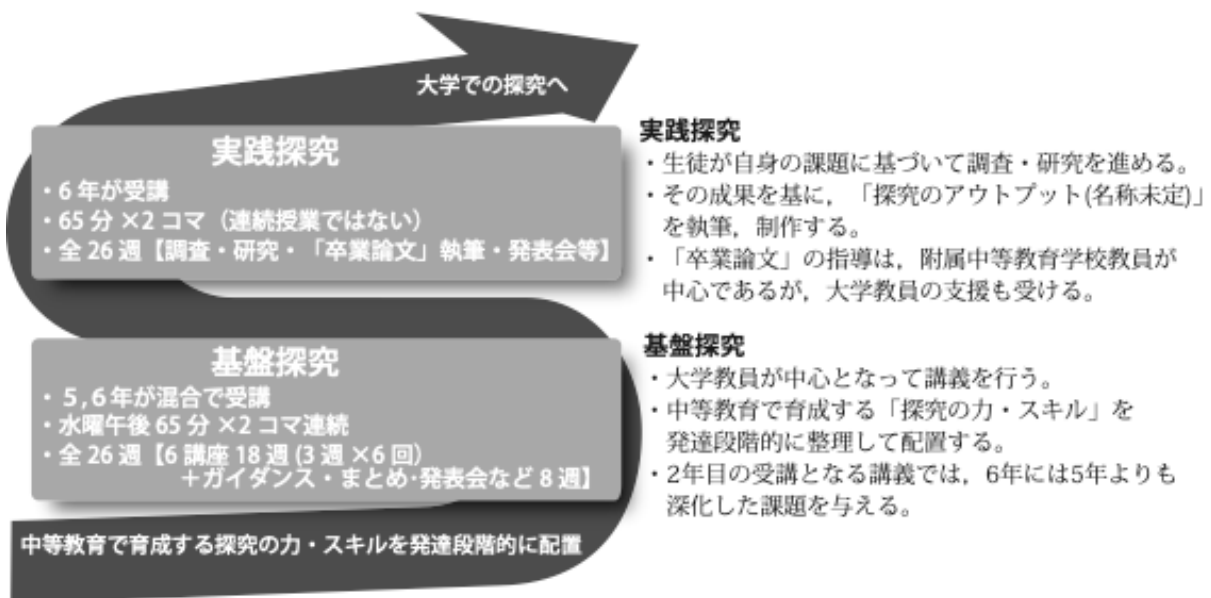 大学での探究へ
実践探究
・6年が受講
・65分×2コマ（連続授業ではない）
・全26週【調査・研究・「卒業論文」執筆・発表会等】
実践探究
・生徒が自身の課題に基づいて調査・研究を進める。
・その成果を基に，「探究のアウトプット(名称未定)」
を執筆，制作する。
・「卒業論文」の指導は，附属中等教育学校教員が
中心であるが，大学教員の支援も受ける。
基盤探究
・5,6年が混合で受講
・水曜午後65分×2コマ連続
・全26週【6講座18週(3週×6回)
＋ガイダンス・まとめ・発表会など8週】
基盤探究
・大学教員が中心となって講義を行う。
・中等教育で育成する「探究の力・スキル」を
発達段階的に整理して配置する。
・2年目の受講となる講義では，6年には5年よりも
深化した課題を与える。
中等教育で育成する探究の力・スキルを発達段階的に配置